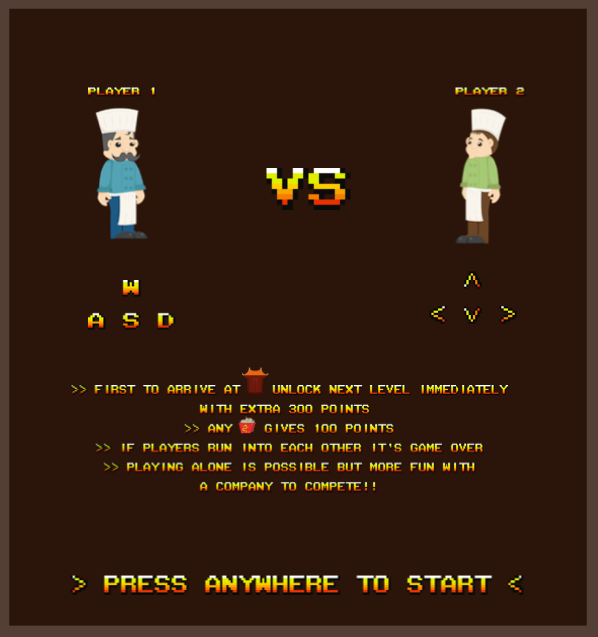 PLAYER 1
PLAYER 2
VS
W
A S D
^
< v >
>> FIRST TO ARRIVE AT UNLOCK NEXT LEVEL IMMEDIATELY
WITH EXTRA 300 POINTS
>> ANY GIVES 100 POINTS
>> IF PLAYERS RUN INTO EACH OTHER IT'S GAME OVER
>> PLAYING ALONE IS POSSIBLE BUT MORE FUN WITH
A COMPANY TO COMPETE!!
> PRESS ANYWHERE TO START <